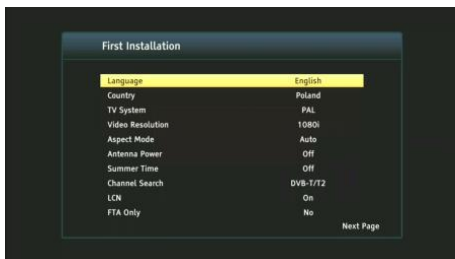 First Installation
Language English
Country Poland
TV System PAL
Video Resolution 1080i
Aspect Mode Auto
Antenna Power Off
Summer Time Off
Channel Search DVB-T/T2
LCN On
FTA Only No
Next Page